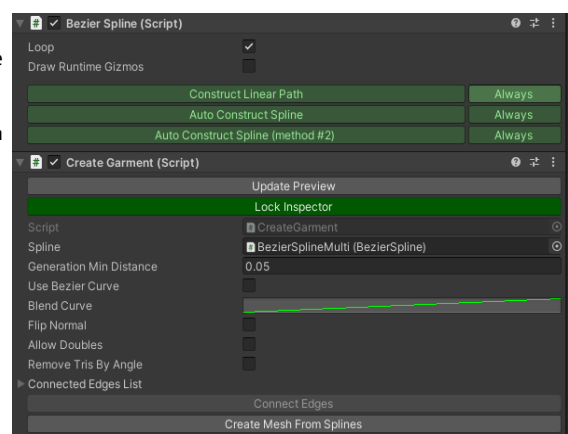 Bezier Spline (Script)
Loop
Draw Runtime Gizmos
Construct Linear Path Always
Auto Construct Spline Always
Auto Construct Spline (method #2) Always
Create Garment (Script)
Update Preview
Lock Inspector
Script CreateGarment
Spline BezierSplineMulti (BezierSpline)
Generation Min Distance 0.05
Use Bezier Curve
Blend Curve
Flip Normal
Allow Doubles
Remove Tris By Angle
Connected Edges List
Connect Edges
Create Mesh From Splines